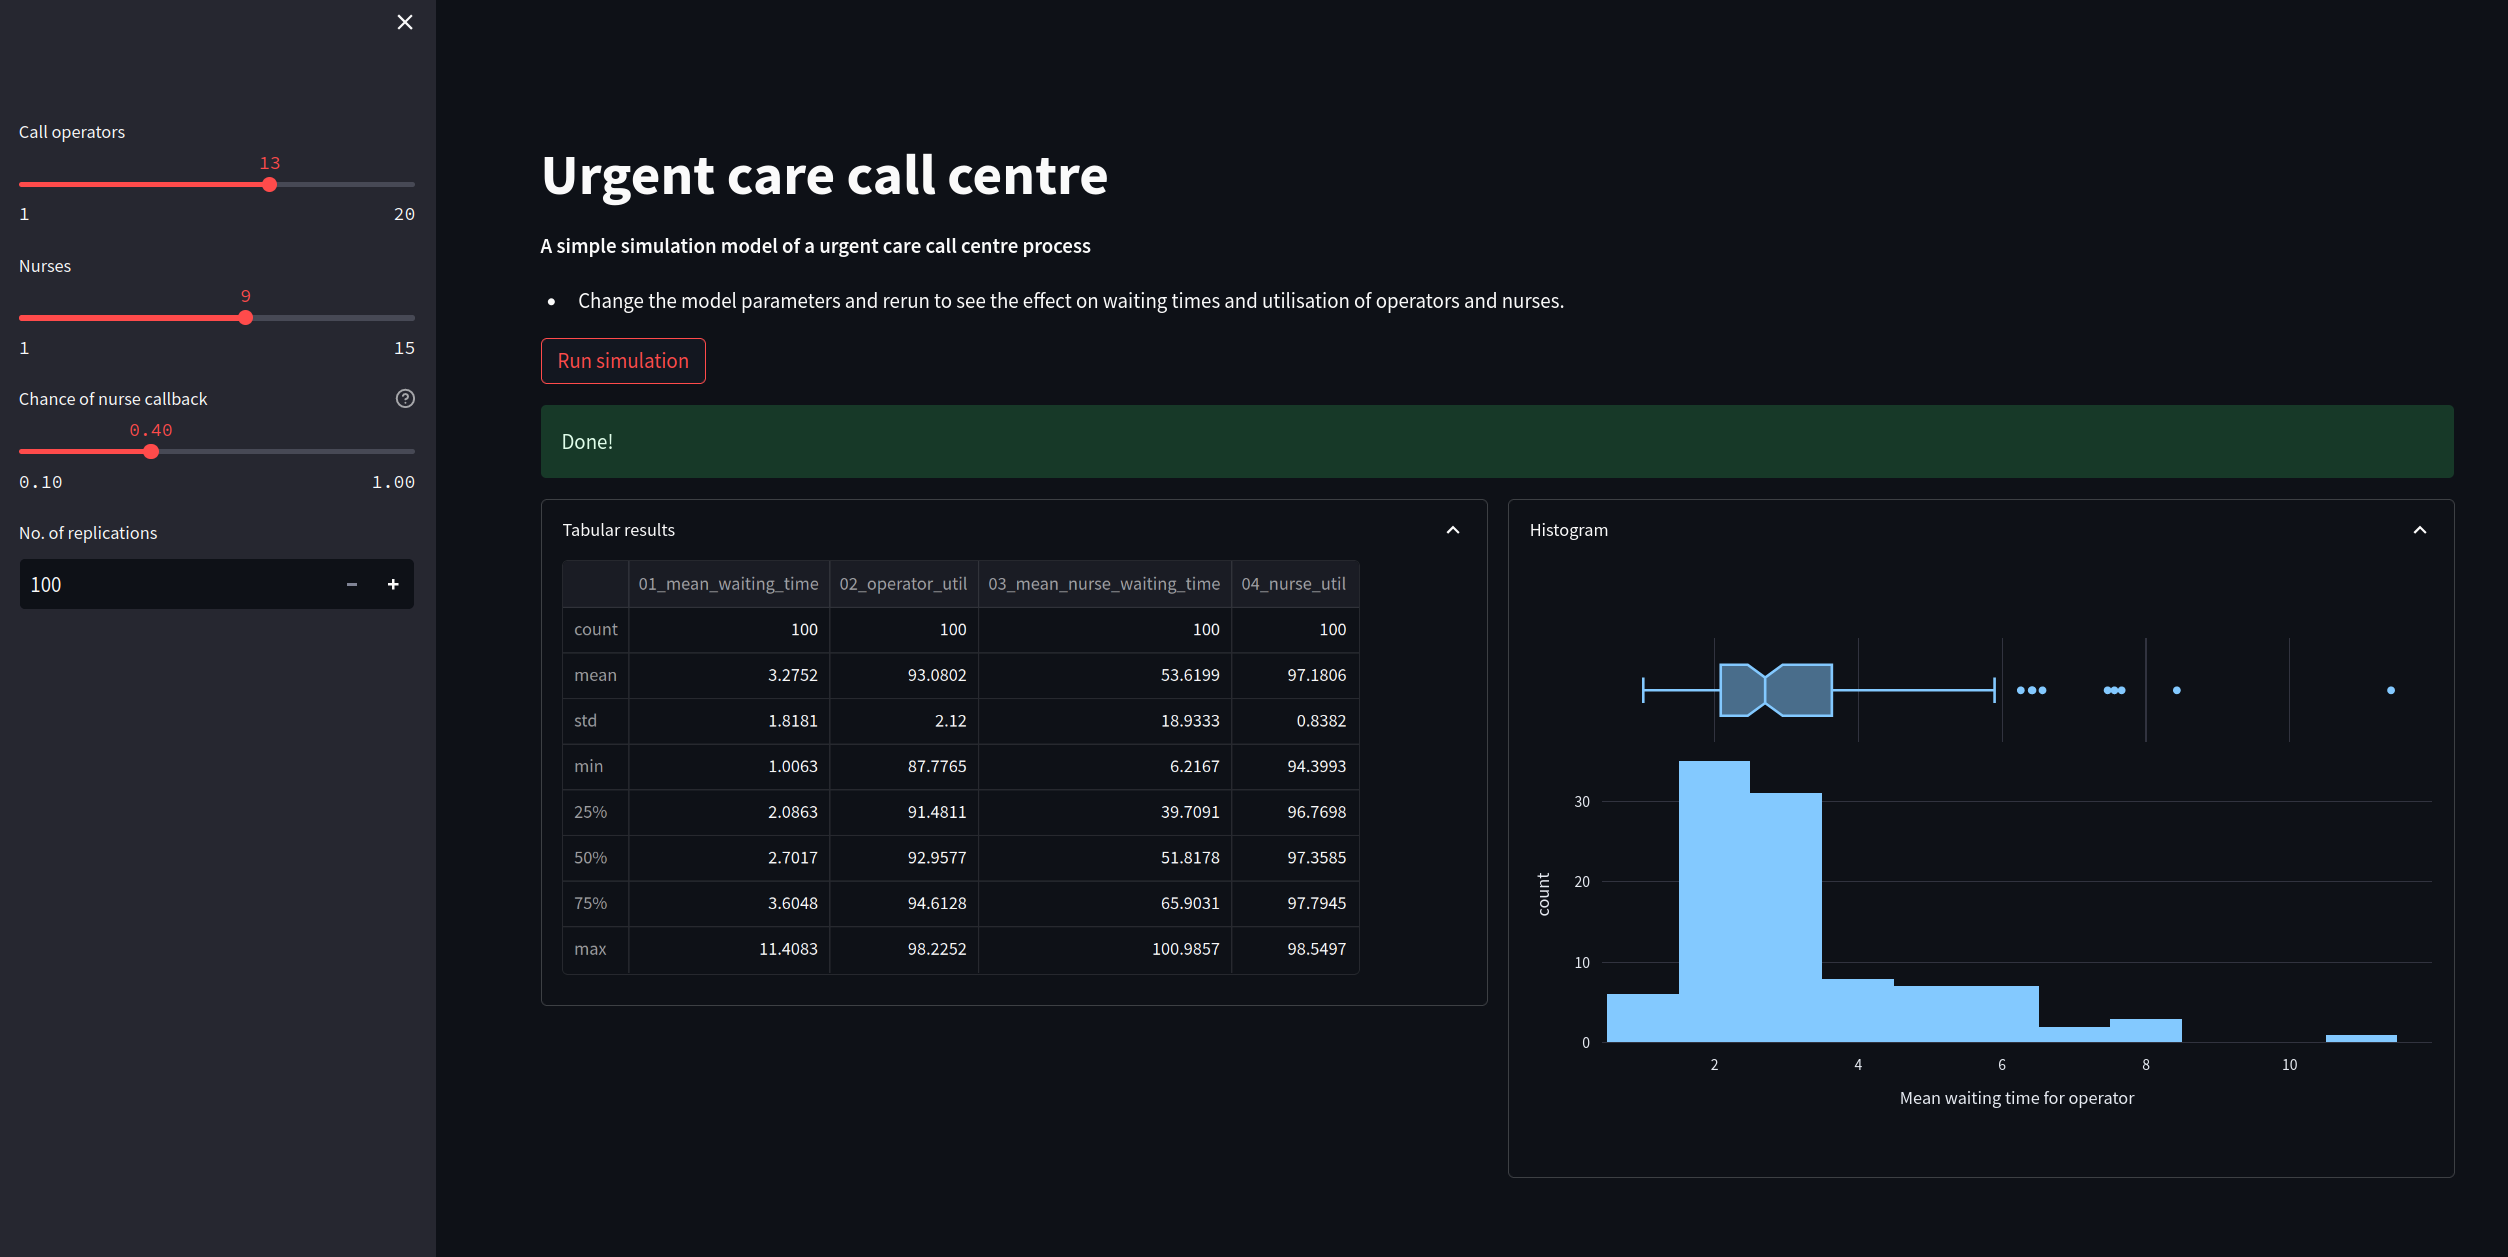 Call operators
13
1 20
Nurses
9
1 15
Chance of nurse callback
0.40
0.10 1.00
No. of replications
100
Urgent care call centre
A simple simulation model of a urgent care call centre process
• Change the model parameters and rerun to see the effect on waiting times and utilisation of operators and nurses.
Run simulation
Done!
Tabular results
01_mean_waiting_time 02_operator_util 03_mean_nurse_waiting_time 04_nurse_util
count 100 100 100 100
mean 3.2752 93.0802 53.6199 97.1806
std 1.8181 2.12 18.9333 0.8382
min 1.0063 87.7765 6.2167 94.3993
25% 2.0863 91.4811 39.7091 96.7698
50% 2.7017 92.9577 51.8178 97.3585
75% 3.6048 94.6128 65.9031 97.7945
max 11.4083 98.2252 100.9857 98.5497
Histogram
30
20
10
0
count
2 4 6 8 10
Mean waiting time for operator